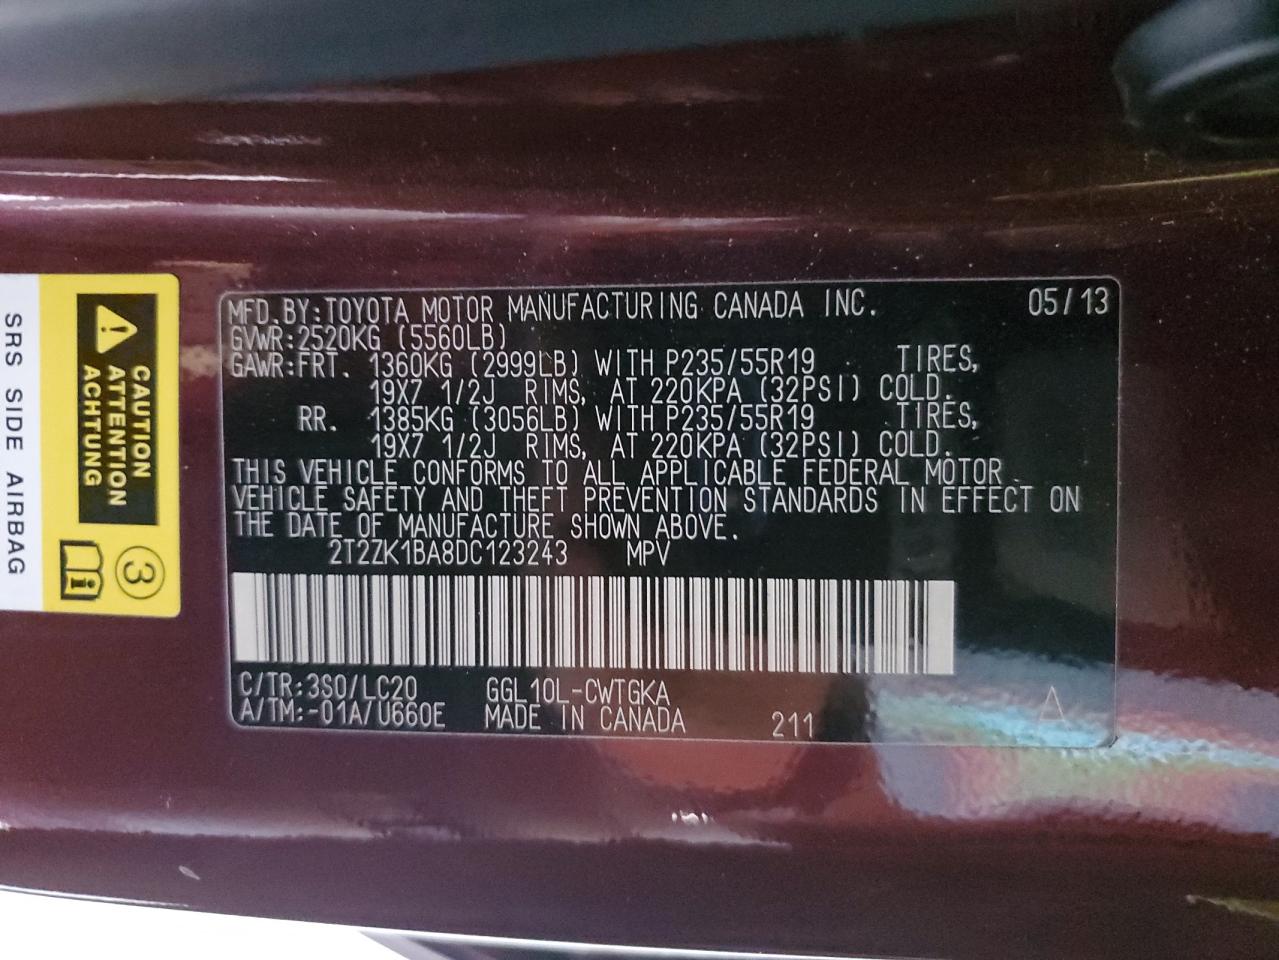 MFD.BY:TOYOTA MOTOR MANUFACTURING CANADA INC. 05/13
GVWR:2520KG (5560LB)
GAWR:FRT. 1360KG (2999LB) WITH P235/55R19 TIRES,
19X7 1/2J RIMS, AT 220KPA (32PSI) COLD.
RR. 1385KG (3056LB) WITH P235/55R19 TIRES,
19X7 1/2J RIMS, AT 220KPA (32PSI) COLD.
THIS VEHICLE CONFORMS TO ALL APPLICABLE FEDERAL MOTOR
VEHICLE SAFETY AND THEFT PREVENTION STANDARDS IN EFFECT ON
THE DATE OF MANUFACTURE SHOWN ABOVE.
2T2ZK1BA8DC123243 MPV
C/TR:3S0/LC20 GGL10L-CWTGKA
A/TM:-01A/U660E MADE IN CANADA 211 A
CAUTION
ATTENTION
ACHTUNG
3
SRS SIDE AIRBAG